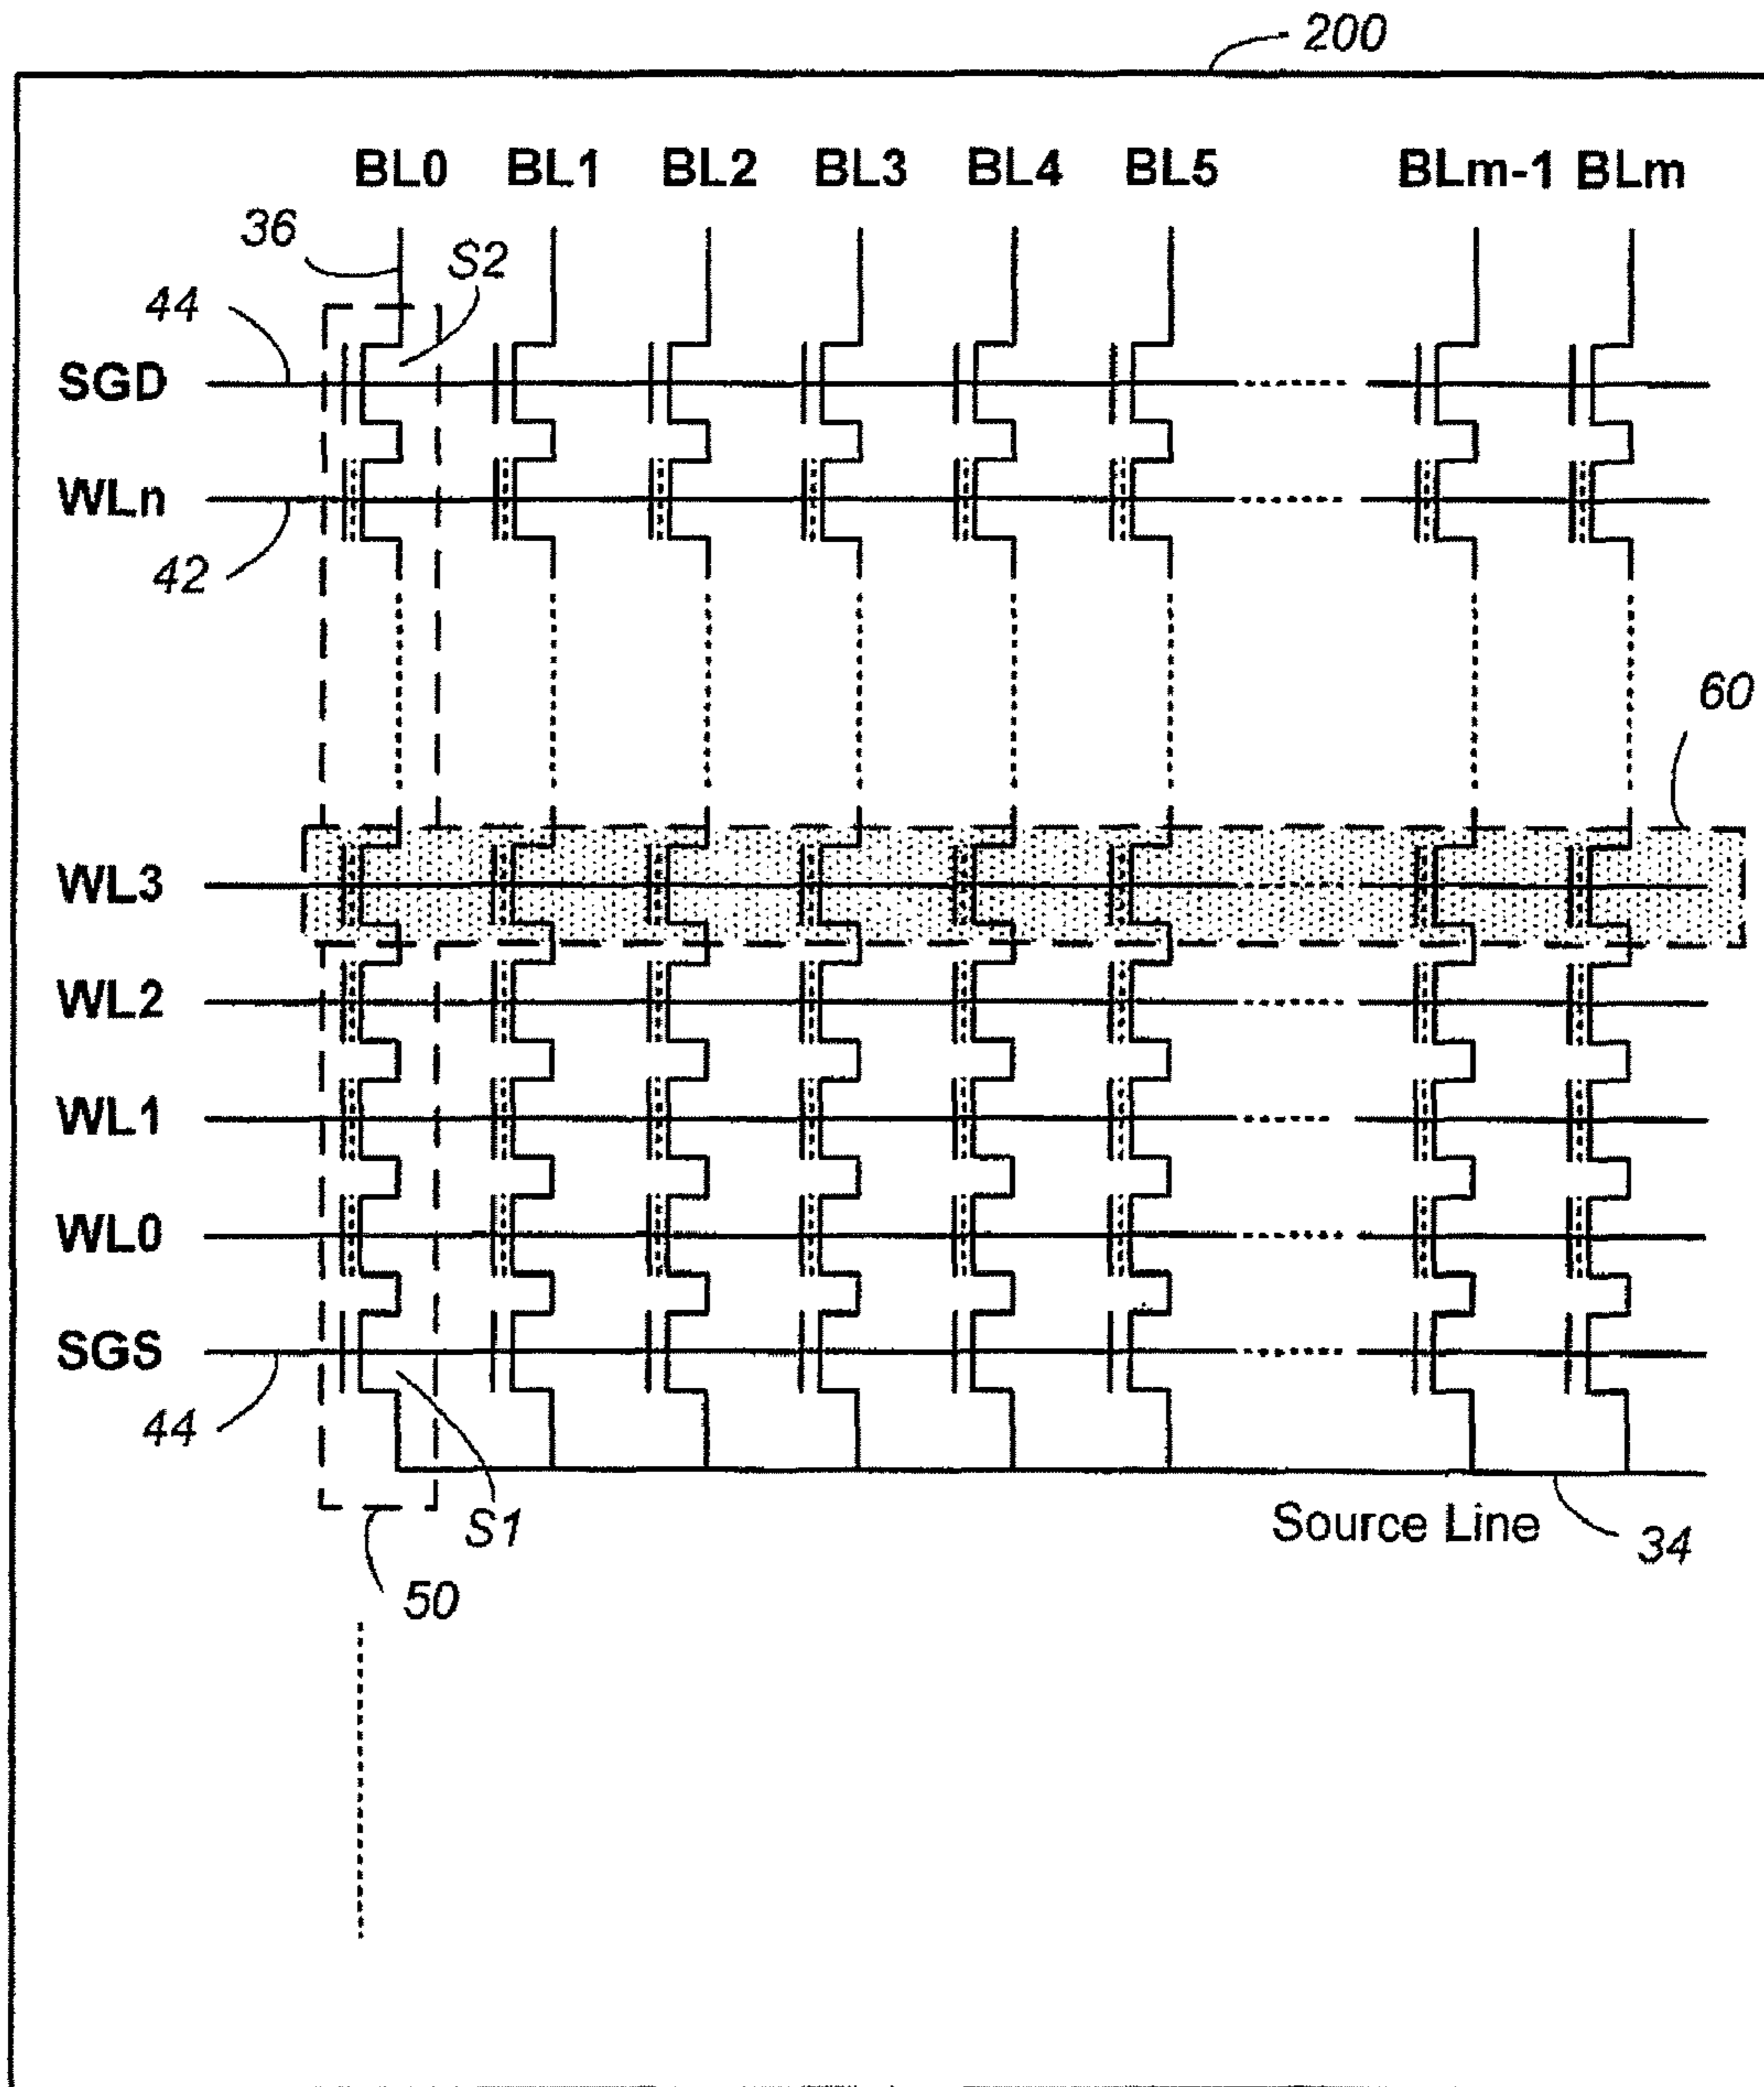 200
BL0 BL1 BL2 BL3 BL4 BL5 BLm-1 BLm
36
S2
44
SGD
WLn
42
60
WL3
WL2
WL1
WL0
SGS
44
S1
Source Line
34
50